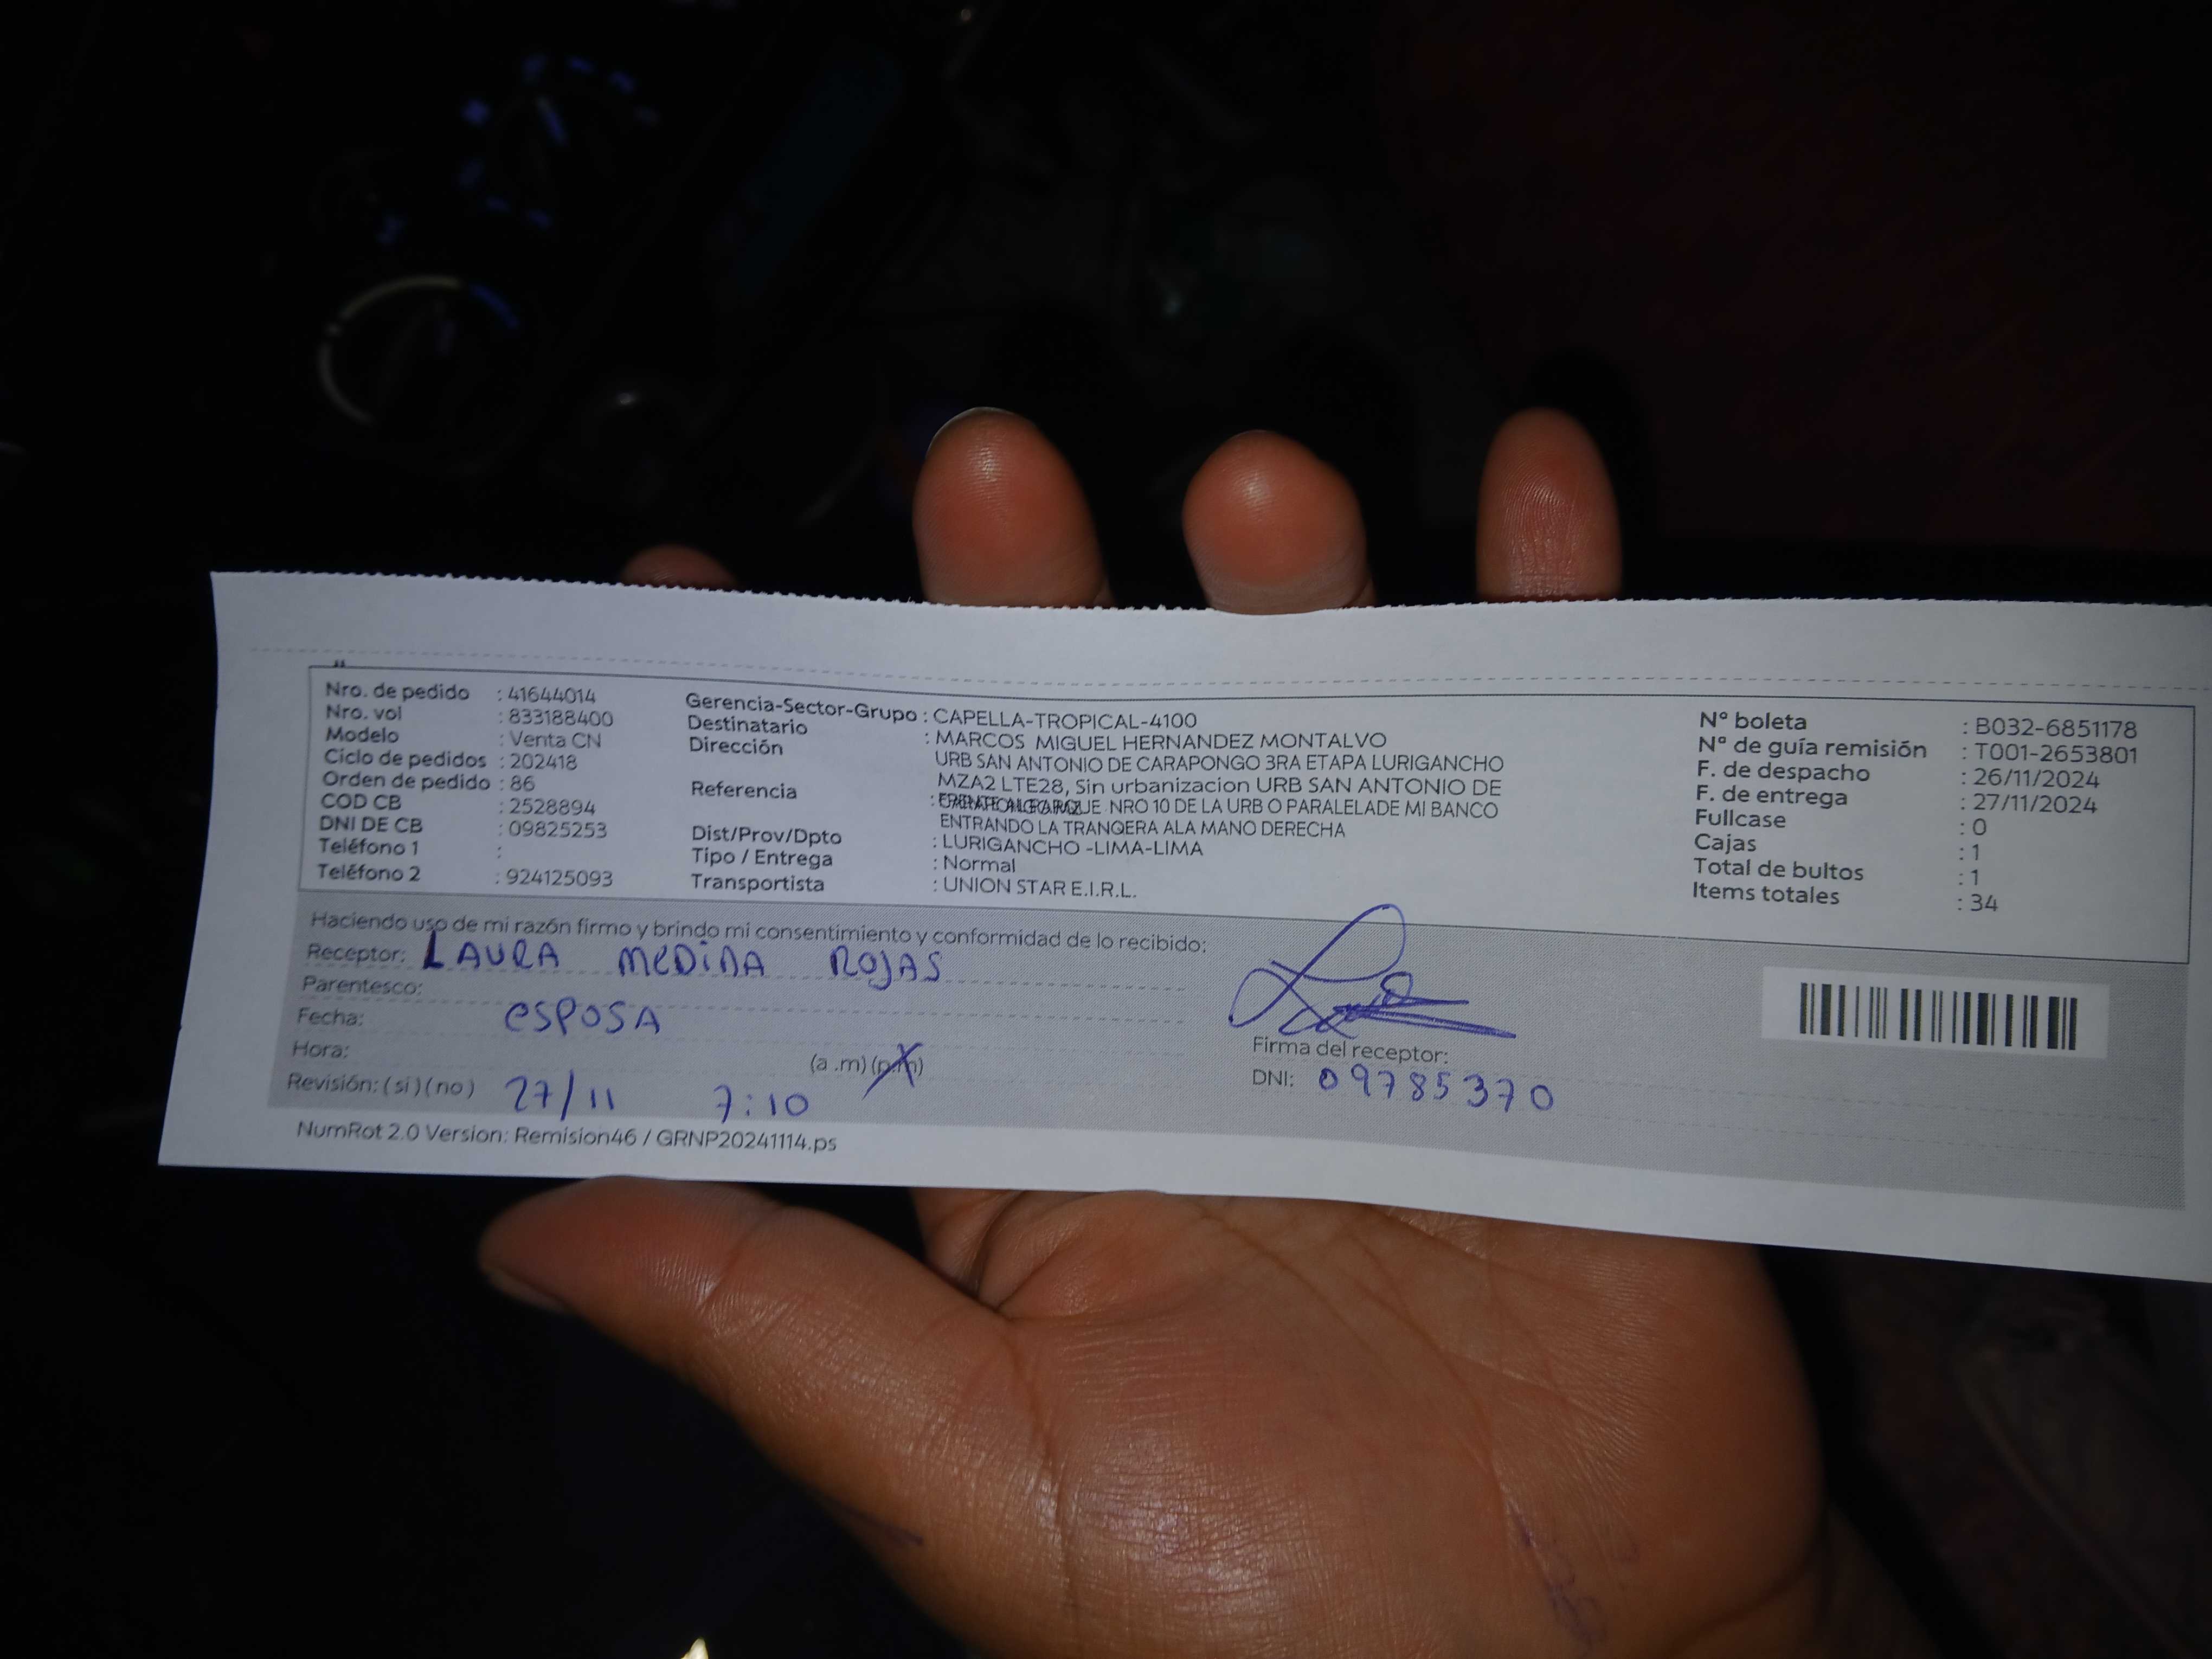 Nro. de pedido : 41644014
Nro. vol : 833188400
Modelo : Venta CN
Ciclo de pedidos : 202418
Orden de pedido : 86
COD CB : 2528894
DNI DE CB : 09825253
Teléfono 1 :
Teléfono 2 : 924125093
Gerencia-Sector-Grupo : CAPELLA-TROPICAL-4100
Destinatario : MARCOS MIGUEL HERNANDEZ MONTALVO
Dirección URB SAN ANTONIO DE CARAPONGO 3RA ETAPA LURIGANCHO
MZA2 LTE28, Sin urbanizacion URB SAN ANTONIO DE
Referencia : NRO 10 DE LA URB O PARALELADE MI BANCO
ENTRANDO LA TRANQERA ALA MANO DERECHA
Dist/Prov/Dpto : LURIGANCHO -LIMA-LIMA
Tipo / Entrega : Normal
Transportista : UNION STAR E.I.R.L.
N° boleta : B032-6851178
N° de guía remisión : T001-2653801
F. de despacho : 26/11/2024
F. de entrega : 27/11/2024
Fullcase : 0
Cajas : 1
Total de bultos : 1
Items totales : 34
Haciendo uso de mi razón firmo y brindo mi consentimiento y conformidad de lo recibido:
Receptor: LAURA MEDINA ROJAS
Parentesco:
Fecha: ESPOSA
Hora: (a .m) (p.m)
Revisión: (si) (no) 27/11 7:10
Firma del receptor:
DNI: 09785370
NumRot 2.0 Version: Remision46 / GRNP20241114.ps